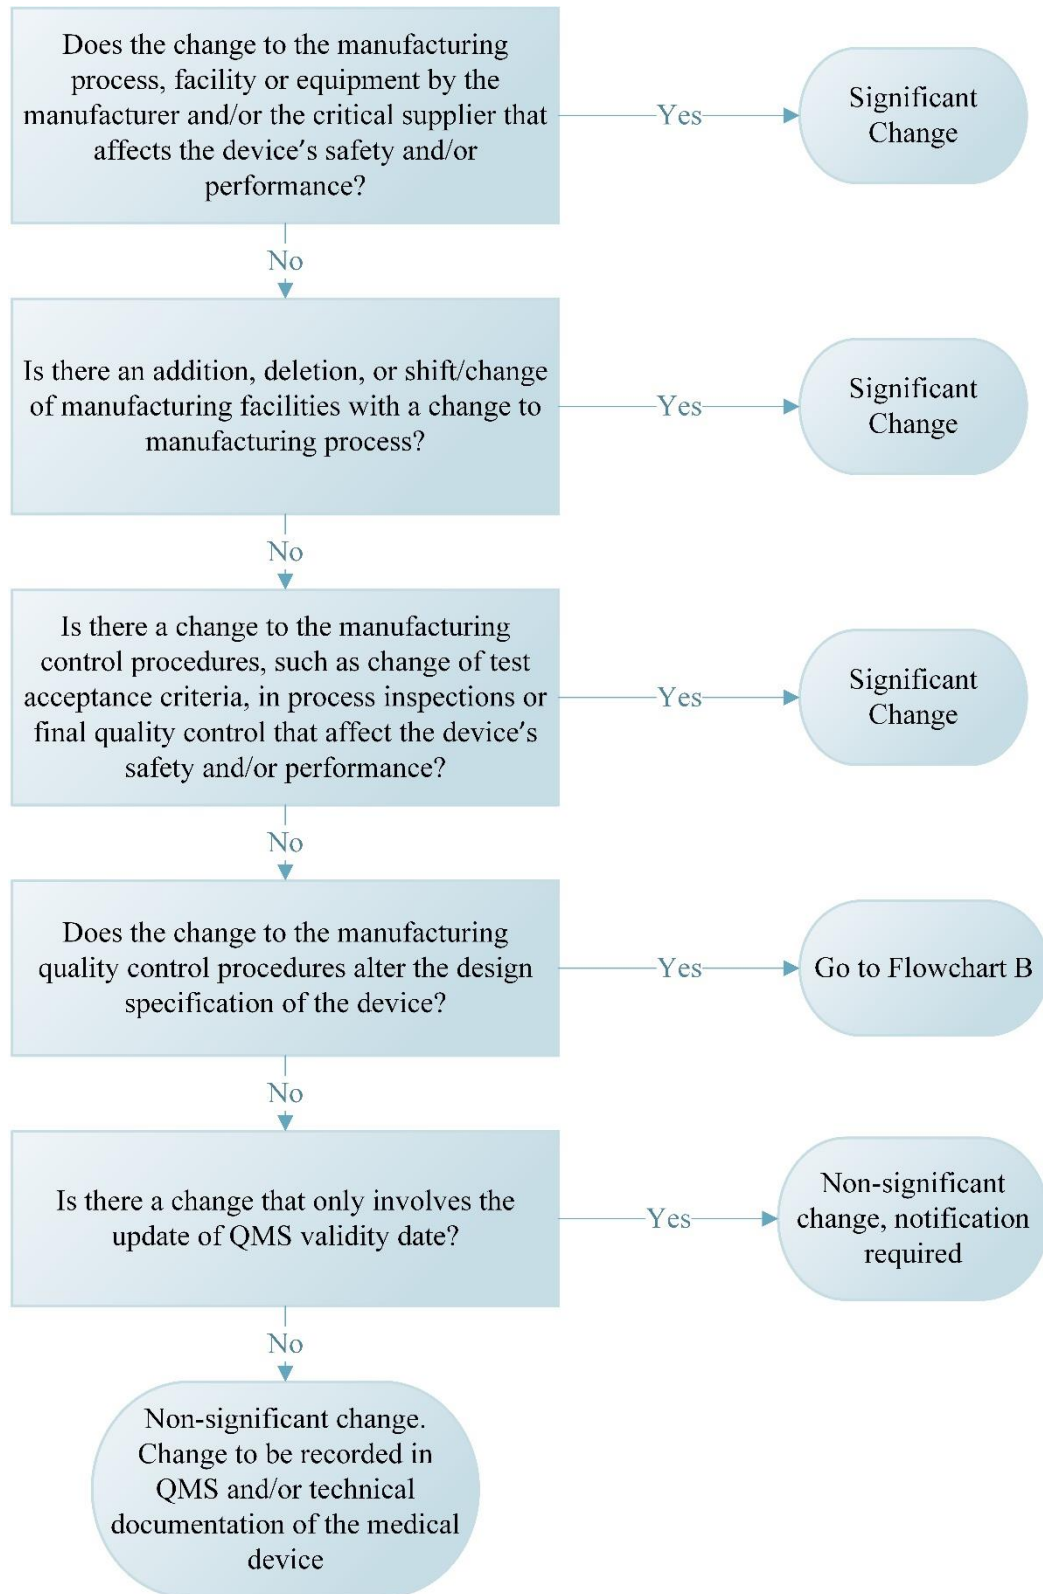 Does the change to the manufacturing
process, facility or equipment by the
manufacturer and/or the critical supplier that
affects the device’s safety and/or
performance?
Yes
Significant
Change
No
Is there an addition, deletion, or shift/change
of manufacturing facilities with a change to
manufacturing process?
Yes
Significant
Change
No
Is there a change to the manufacturing
control procedures, such as change of test
acceptance criteria, in process inspections or
final quality control that affect the device’s
safety and/or performance?
Yes
Significant
Change
No
Does the change to the manufacturing
quality control procedures alter the design
specification of the device?
Yes
Go to Flowchart B
No
Is there a change that only involves the
update of QMS validity date?
Yes
Non-significant
change, notification
required
No
Non-significant change.
Change to be recorded in
QMS and/or technical
documentation of the medical
device